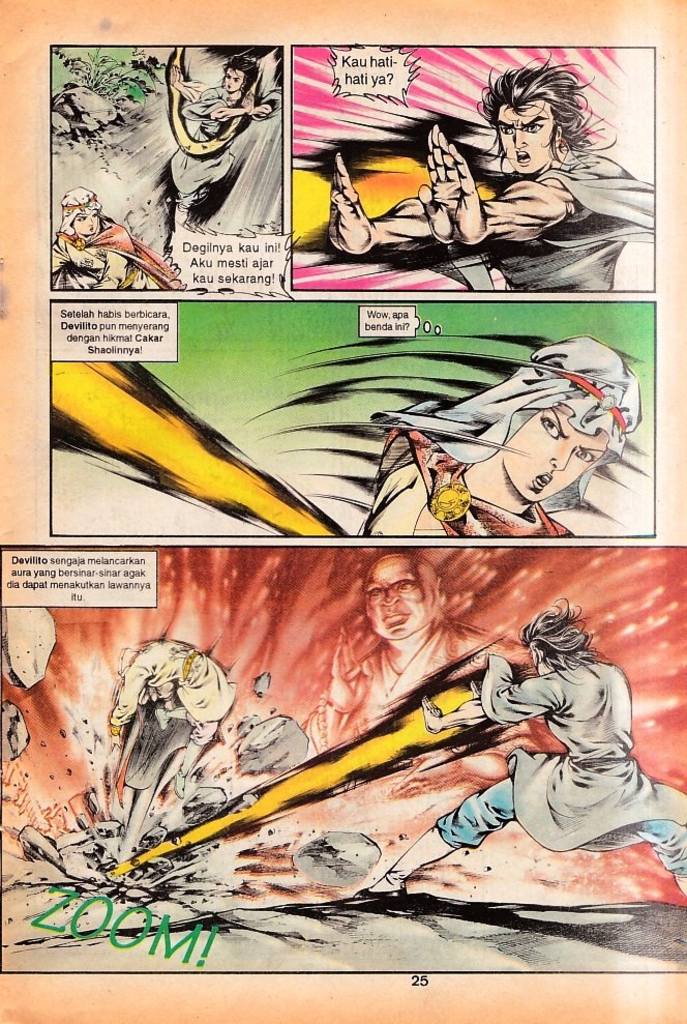 Degilnya kau ini!
Aku mesti ajar
kau sekarang!
Kau hati-
hati ya?
Setelah habis berbicara,
Devilito pun menyerang
dengan hikmat Cakar
Shaolinnya!
Wow, apa
benda ini?
Devilito sengaja melancarkan
aura yang bersinar-sinar agak
dia dapat menakutkan lawannya
itu.
ZOOM!
25